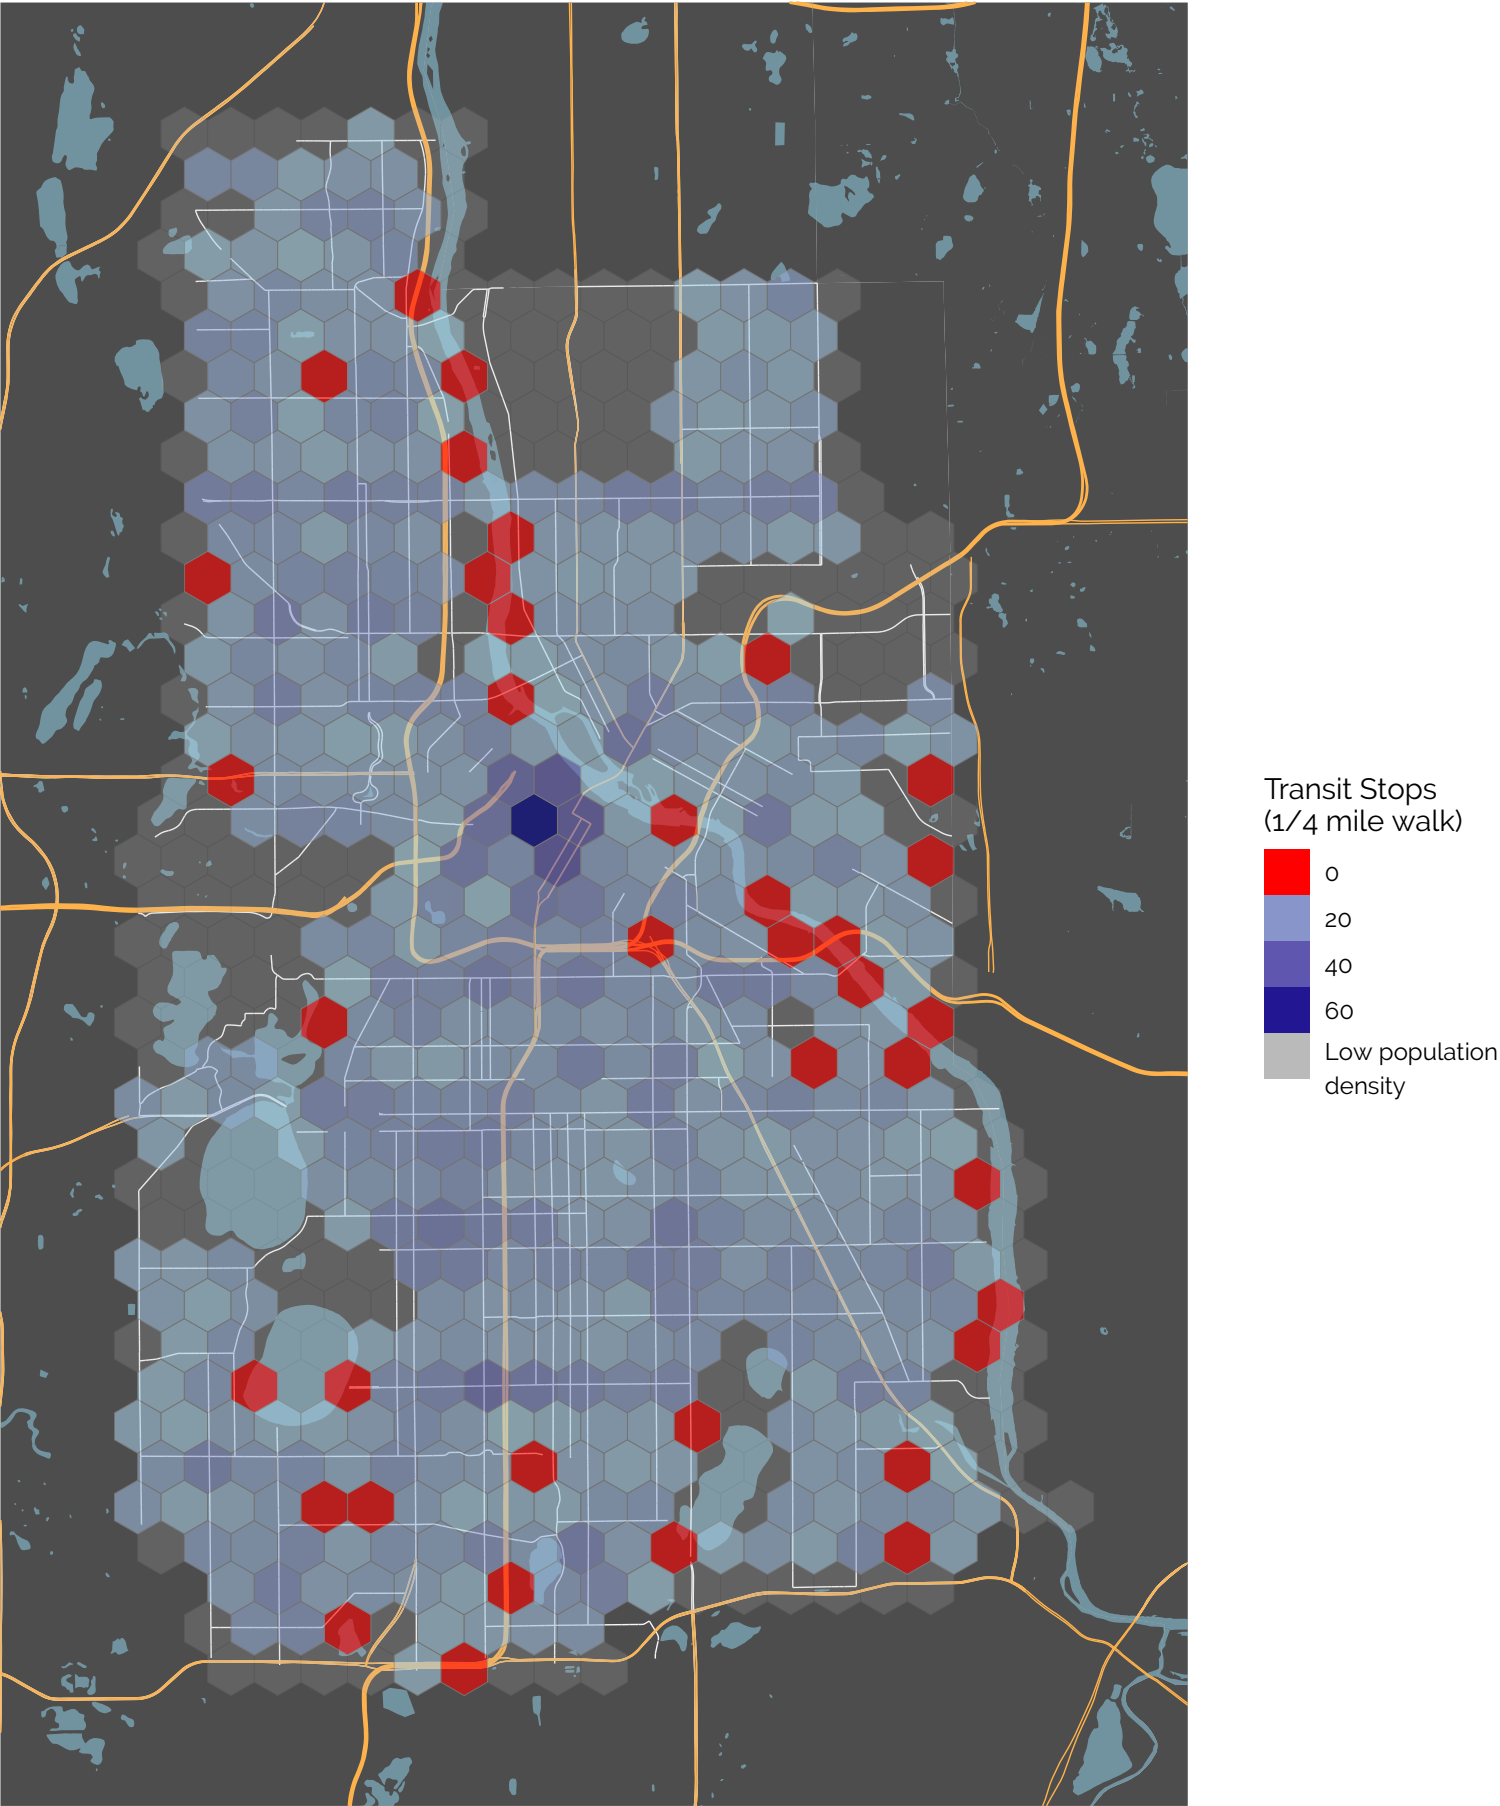 Transit Stops
(1/4 mile walk)
0
20
40
60
Low population
density